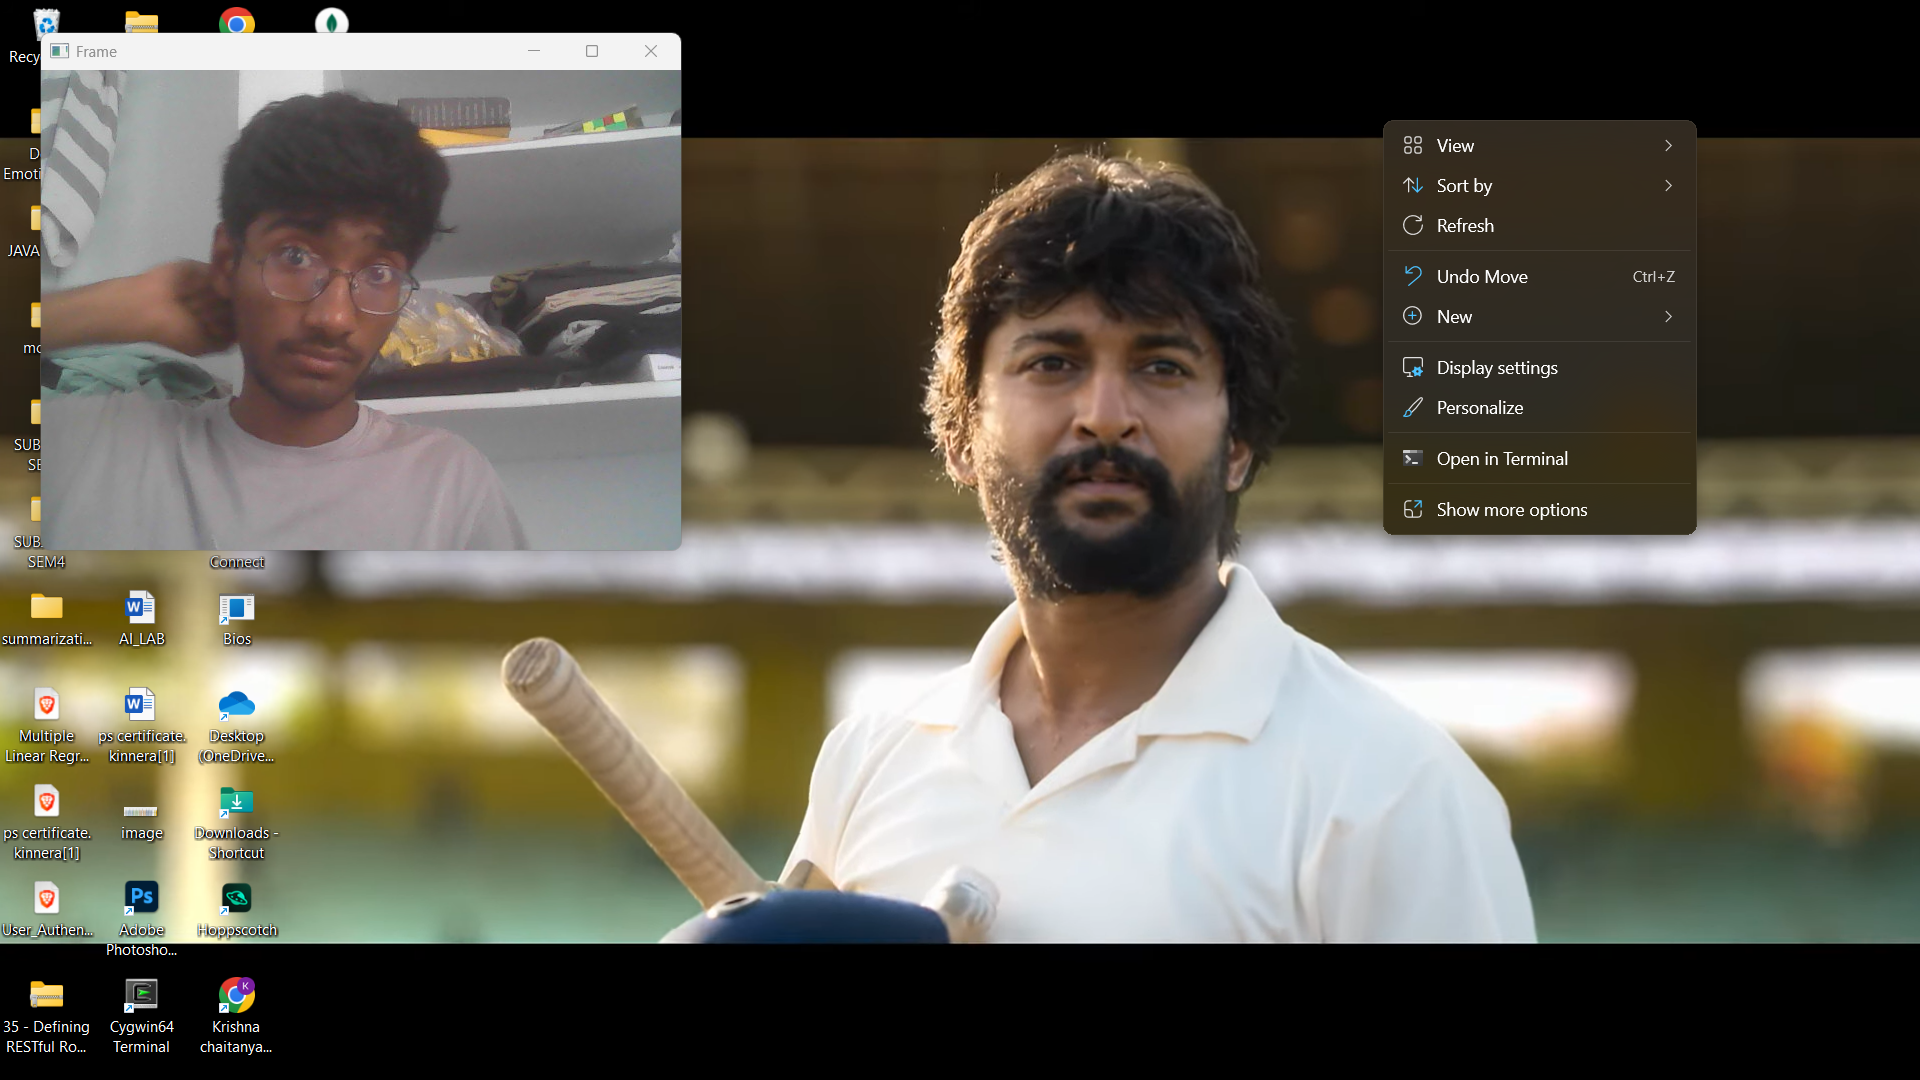 Recy
Frame
D
Emoti
JAVA
mo
SUB
SE
SUB
SEM4
Connect
summarizati...
AI_LAB
Bios
Multiple
Linear Regr...
ps certificate.
kinnera[1]
Desktop
(OneDrive...
ps certificate.
kinnera[1]
image
Downloads -
Shortcut
User_Authen...
Adobe
Photosho...
Hoppscotch
35 - Defining
RESTful Ro...
Cygwin64
Terminal
Krishna
chaitanya...
View
Sort by
Refresh
Undo Move Ctrl+Z
New
Display settings
Personalize
Open in Terminal
Show more options